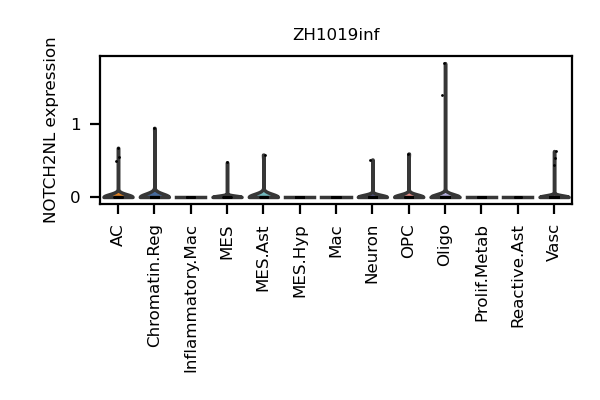 ZH1019inf
NOTCH2NL expression
1
0
AC
Chromatin.Reg
Inflammatory.Mac
MES
MES.Ast
MES.Hyp
Mac
Neuron
OPC
Oligo
Prolif.Metab
Reactive.Ast
Vasc